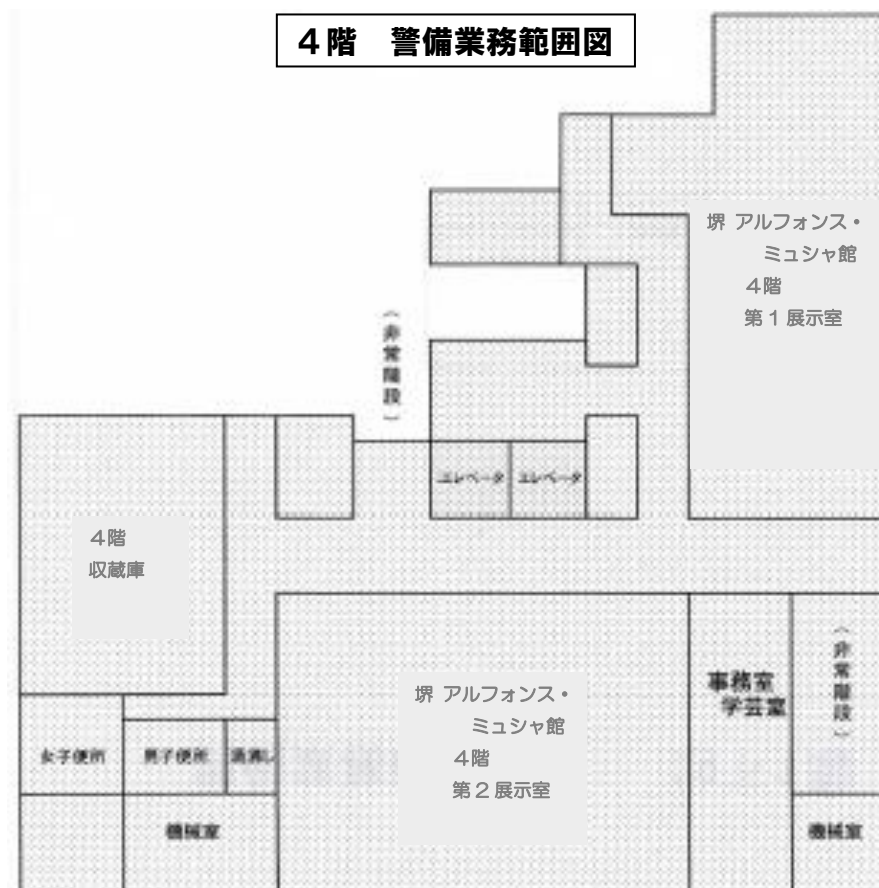 4階　警備業務範囲図
堺 アルフォンス・
ミュシャ館
4階
第1展示室
（非常階段）
エレベータ
エレベータ
4階
収蔵庫
堺 アルフォンス・
ミュシャ館
4階
第2展示室
事務室
学芸室
（非常階段）
女子便所
男子便所
湯沸し
機械室
機械室